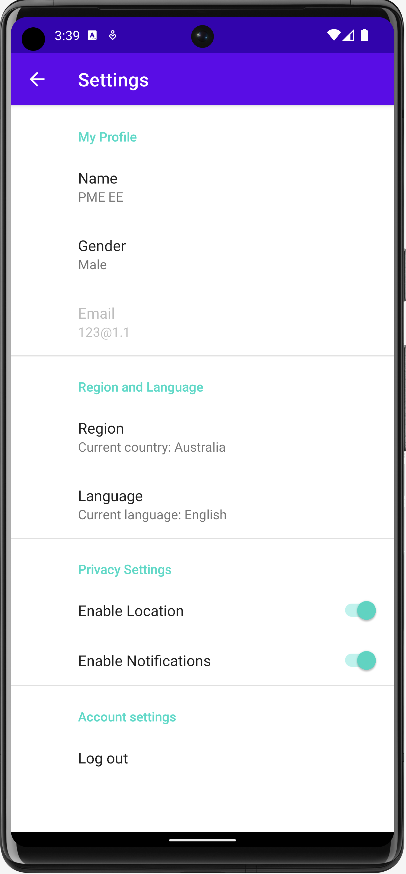 3:39
Settings
My Profile
Name
PME EE
Gender
Male
Email
123@1.1
Region and Language
Region
Current country: Australia
Language
Current language: English
Privacy Settings
Enable Location
Enable Notifications
Account settings
Log out